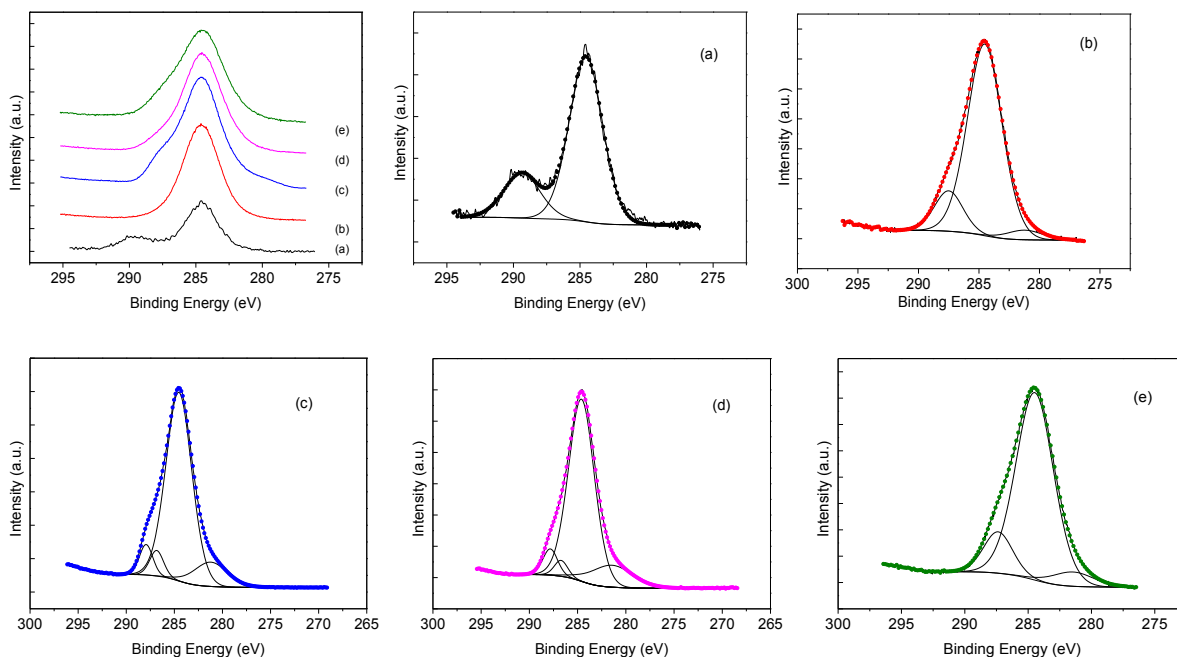 Intensity (a.u.)
(e)
(d)
(c)
(b)
(a)
295 290 285 280 275
Binding Energy (eV)
(a)
Intensity (a.u.)
295 290 285 280 275
Binding Energy (eV)
(b)
Intensity (a.u.)
300 295 290 285 280 275
Binding Energy (eV)
(c)
Intensity (a.u.)
300 295 290 285 280 275 270 265
Binding Energy (eV)
(d)
Intensity (a.u.)
300 295 290 285 280 275 270 265
Binding Energy (eV)
(e)
Intensity (a.u.)
300 295 290 285 280 275
Binding Energy (eV)